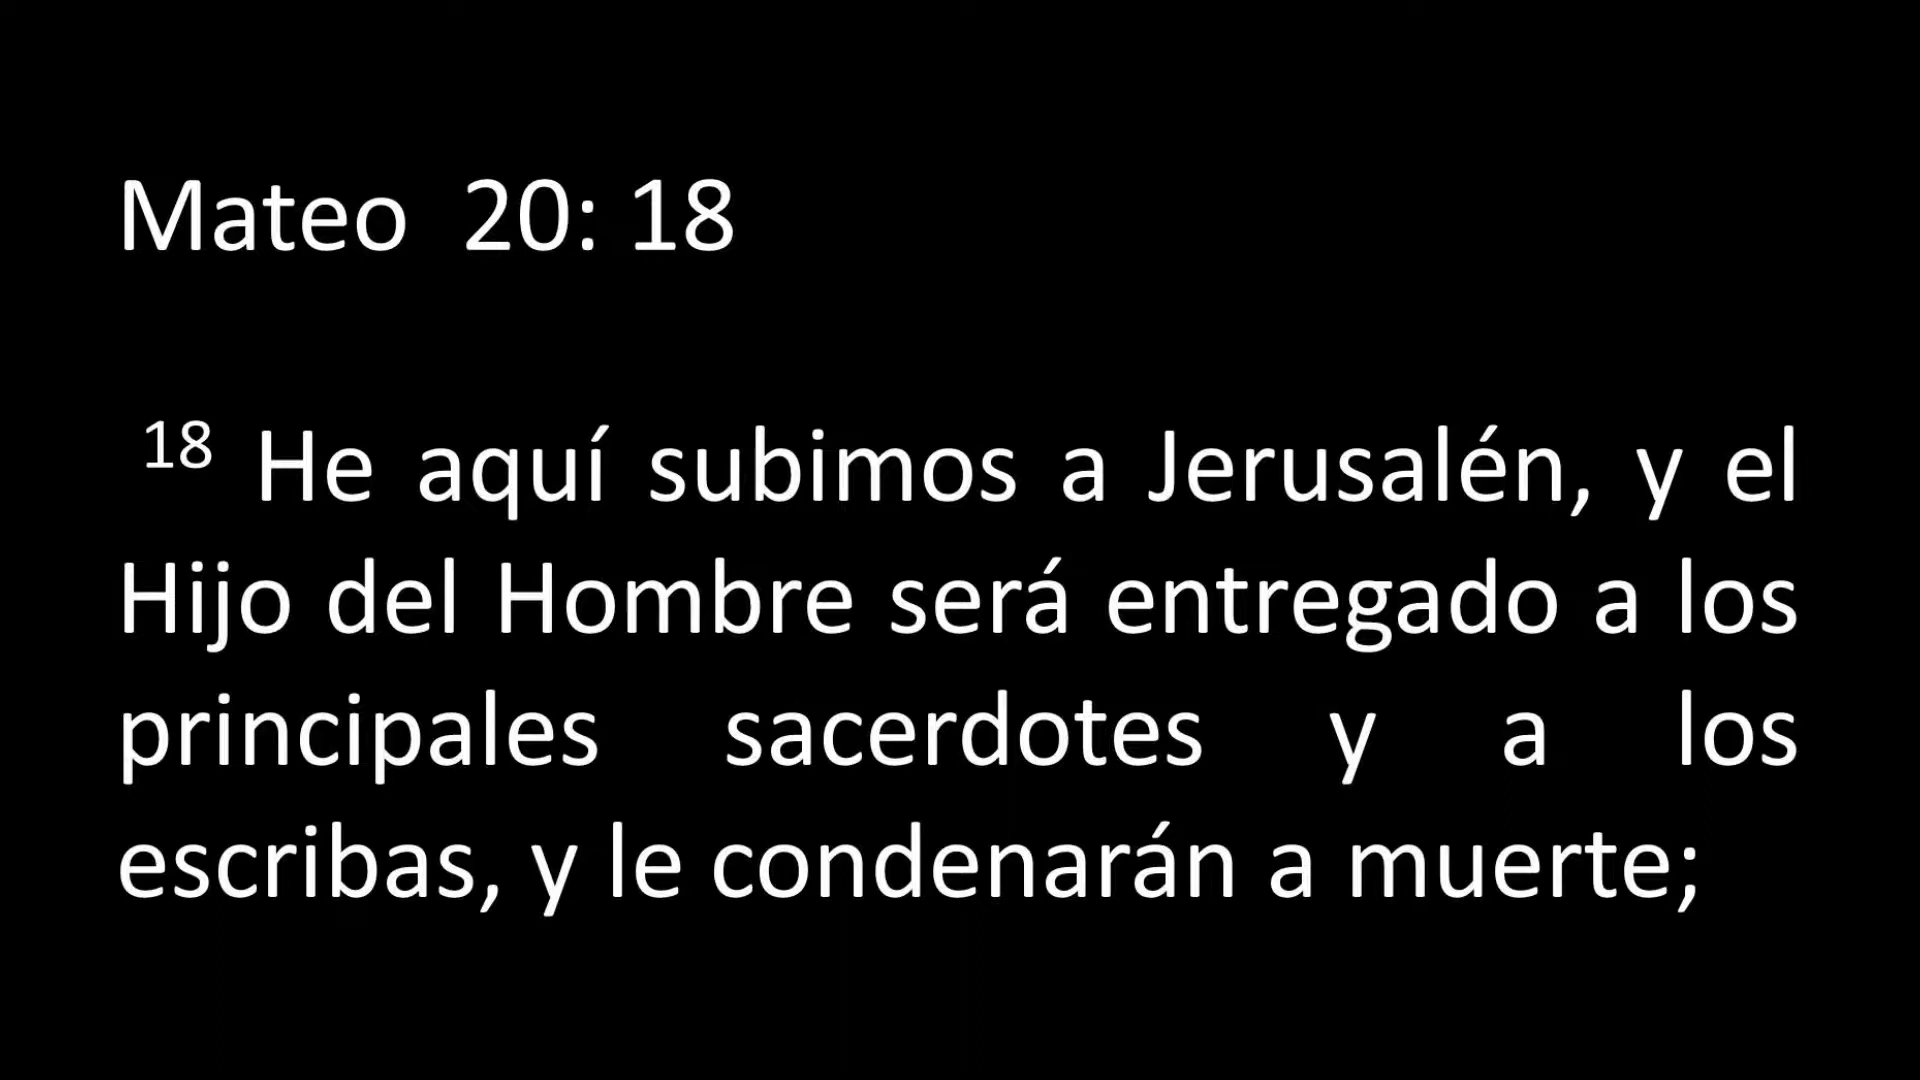 Mateo  20: 18
18 He aquí subimos a Jerusalén, y el
Hijo del Hombre será entregado a los
principales sacerdotes y a los
escribas, y le condenarán a muerte;